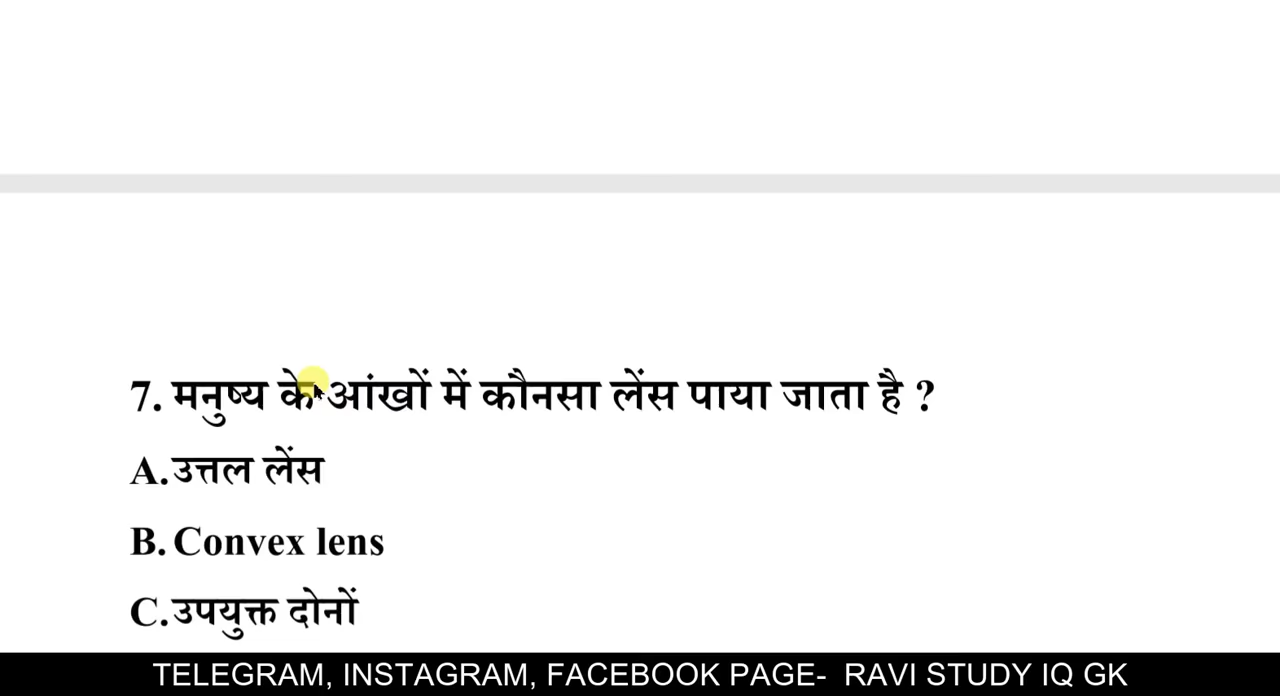 7. मनुष्य के आंखों में कौनसा लेंस पाया जाता है ?
A.उत्तल लेंस
B. Convex lens
C.उपयुक्त दोनों
TELEGRAM, INSTAGRAM, FACEBOOK PAGE- RAVI STUDY IQ GK